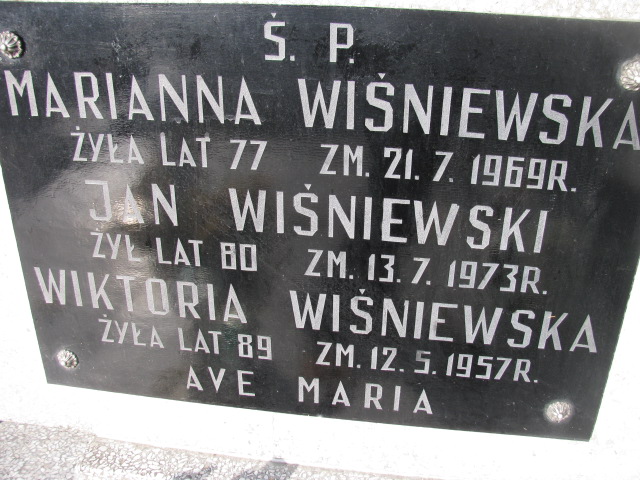 Ś. P.
MARIANNA WIŚNIEWSKA
ŻYŁA LAT 77 ZM. 21. 7. 1969R.
JAN WIŚNIEWSKI
ŻYŁ LAT 80 ZM. 13. 7. 1973R.
WIKTORIA WIŚNIEWSKA
ŻYŁA LAT 89 ZM. 12. 5. 1957R.
AVE MARIA